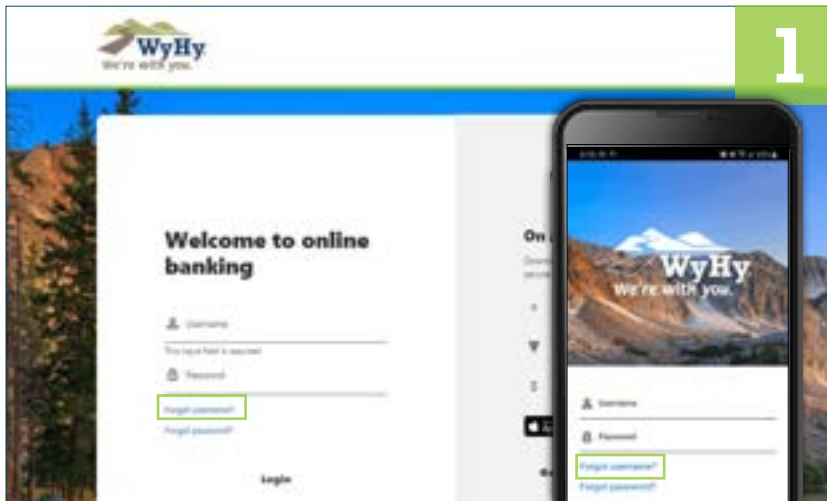 WyHy
We're with you.
1
Welcome to online
banking
Username
This input field is required
Password
Forgot username?
Forgot password?
Login
On
WyHy
We're with you.
Username
Password
Forgot username?
Forgot password?